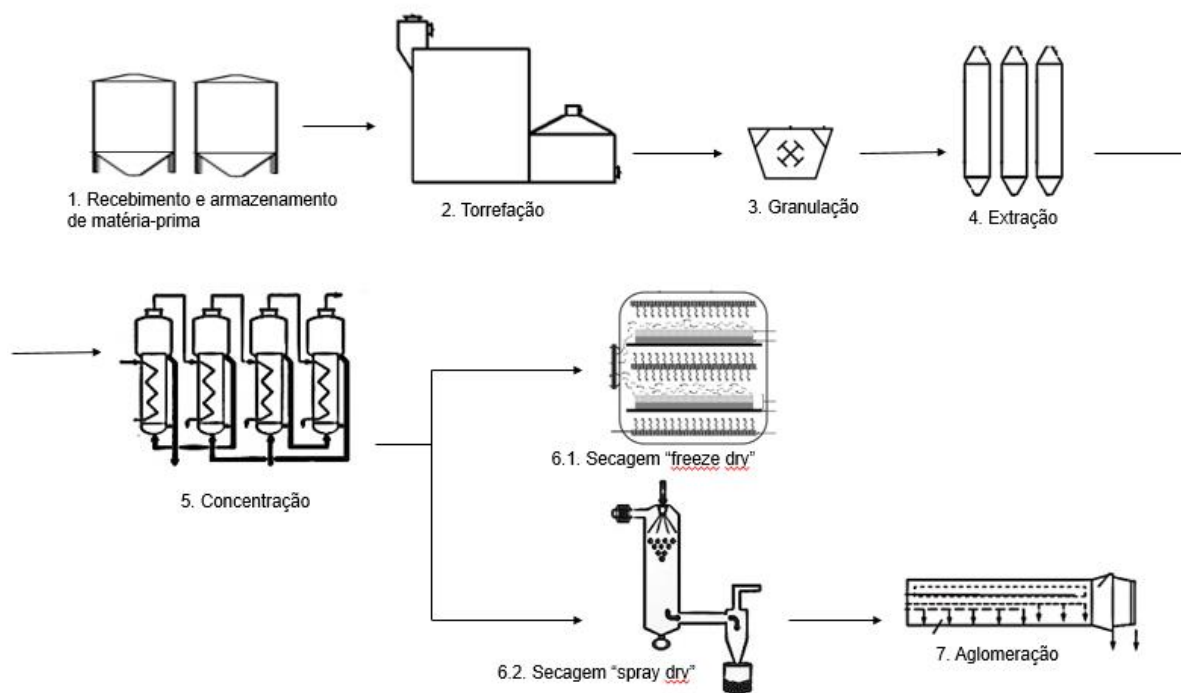 1. Recebimento e armazenamento
de matéria-prima
2. Torrefação
3. Granulação
4. Extração
5. Concentração
6.1. Secagem “freeze dry”
6.2. Secagem “spray dry”
7. Aglomeração